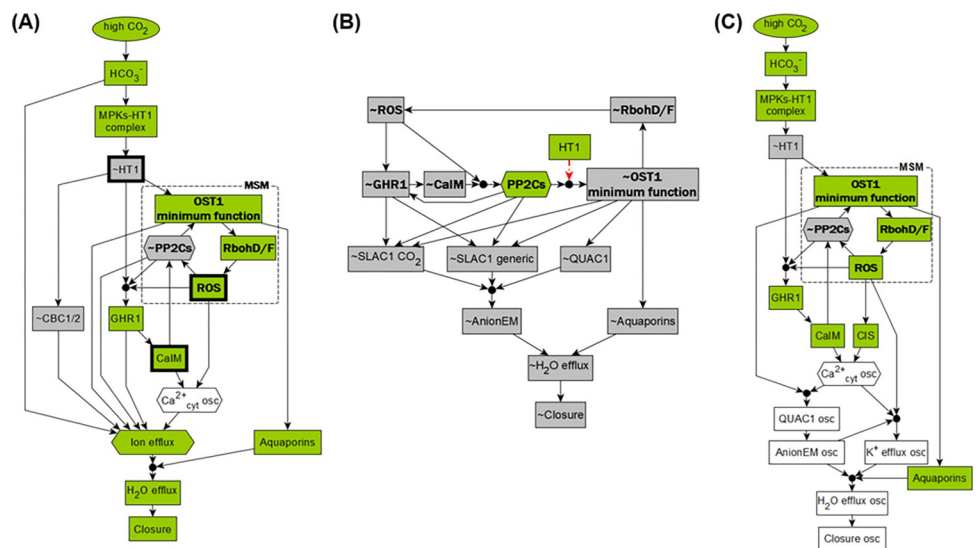 (A)
high CO2
HCO3-
MPKs-HT1
complex
~HT1
MSM
OST1
minimum function
~PP2Cs
RbohD/F
ROS
~CBC1/2
GHR1
CalM
Ca2+cyt osc
Ion efflux
Aquaporins
H2O efflux
Closure
(B)
~ROS
~RbohD/F
HT1
~GHR1
~CalM
PP2Cs
~OST1
minimum function
~SLAC1 CO2
~SLAC1 generic
~QUAC1
~AnionEM
~Aquaporins
~H2O efflux
~Closure
(C)
high CO2
HCO3-
MPKs-HT1
complex
~HT1
MSM
OST1
minimum function
~PP2Cs
RbohD/F
ROS
GHR1
CalM
CIS
Ca2+cyt osc
QUAC1 osc
AnionEM osc
K+ efflux osc
Aquaporins
H2O efflux osc
Closure osc